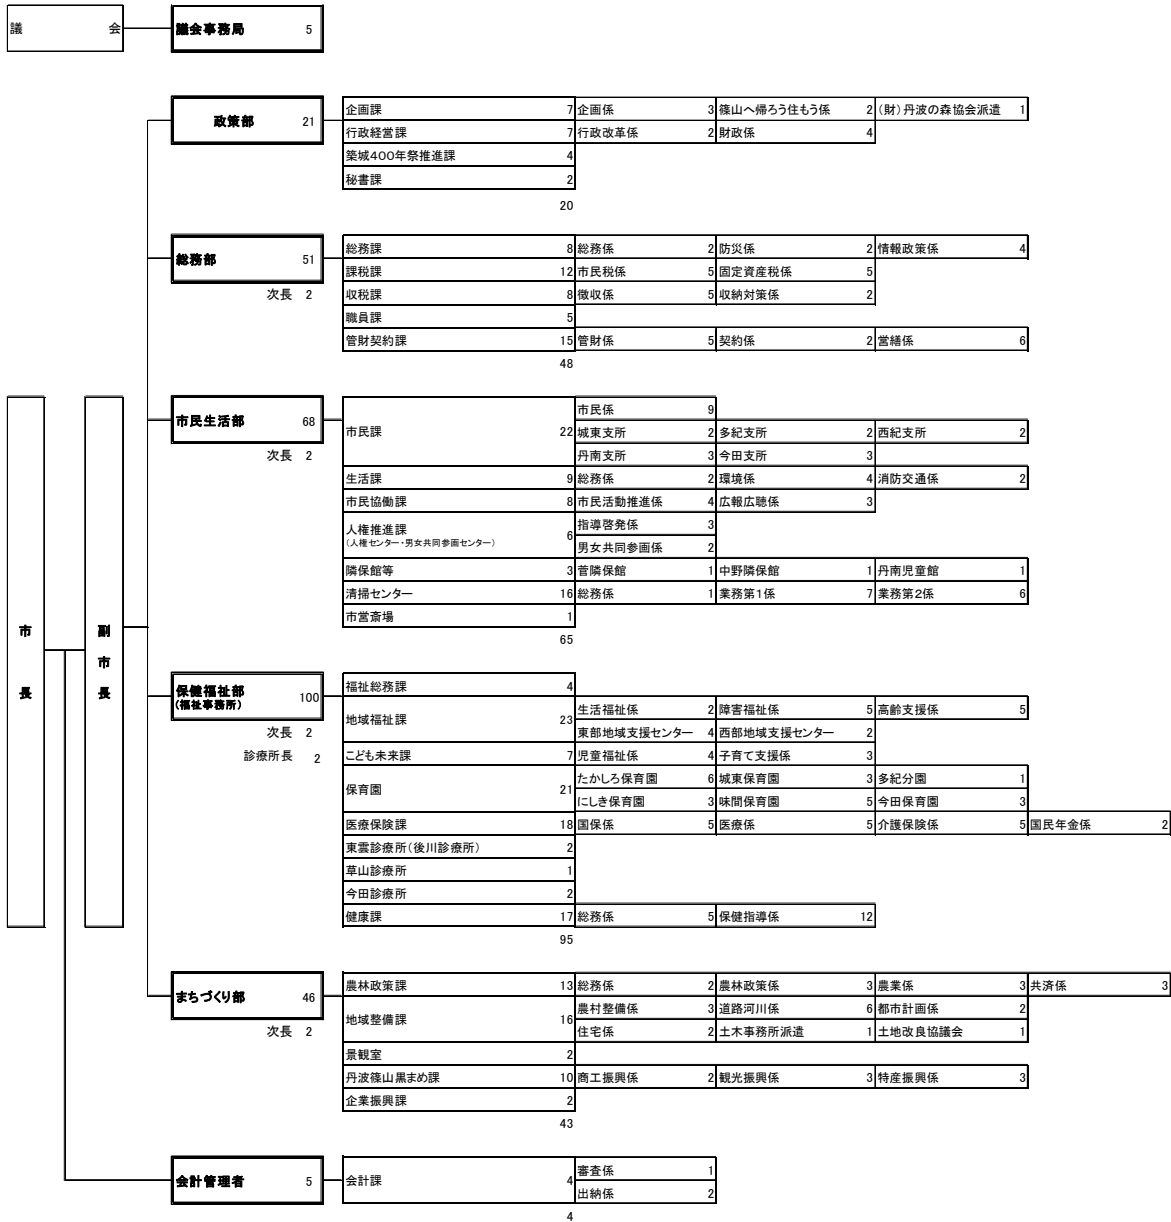 議 会 議会事務局 5
政策部 21 企画課 7 企画係 3 篠山へ帰ろう住もう係 2 (財)丹波の森協会派遣 1
行政経営課 7 行政改革係 2 財政係 4
築城400年祭推進課 4
秘書課 2
20
総務部 51 総務課 8 総務係 2 防災係 2 情報政策係 4
課税課 12 市民税係 5 固定資産税係 5
次長 2 収税課 8 徴収係 5 収納対策係 2
職員課 5
管財契約課 15 管財係 5 契約係 2 営繕係 6
48
市民生活部 68 市民課 22 市民係 9
城東支所 2 多紀支所 2 西紀支所 2
次長 2 丹南支所 3 今田支所 3
生活課 9 総務係 2 環境係 4 消防交通係 2
市民協働課 8 市民活動推進係 4 広報広聴係 3
人権推進課 6 指導啓発係 3
(人権センター・男女共同参画センター) 男女共同参画係 2
隣保館等 3 菅隣保館 1 中野隣保館 1 丹南児童館 1
清掃センター 16 総務係 1 業務第1係 7 業務第2係 6
市営斎場 1
65
市長 副市長
保健福祉部 100 福祉総務課 4
(福祉事務所)
地域福祉課 23 生活福祉係 2 障害福祉係 5 高齢支援係 5
次長 2 東部地域支援センター 4 西部地域支援センター 2
診療所長 2 こども未来課 7 児童福祉係 4 子育て支援係 3
保育園 21 たかしろ保育園 6 城東保育園 3 多紀分園 1
にしき保育園 3 味間保育園 5 今田保育園 3
医療保険課 18 国保係 5 医療係 5 介護保険係 5 国民年金係 2
東雲診療所(後川診療所) 2
草山診療所 1
今田診療所 2
健康課 17 総務係 5 保健指導係 12
95
まちづくり部 46 農林政策課 13 総務係 2 農林政策係 3 農業係 3 共済係 3
地域整備課 16 農村整備係 3 道路河川係 6 都市計画係 2
次長 2 住宅係 2 土木事務所派遣 1 土地改良協議会 1
景観室 2
丹波篠山黒まめ課 10 商工振興係 2 観光振興係 3 特産振興係 3
企業振興課 2
43
会計管理者 5 会計課 4 審査係 1
出納係 2
4